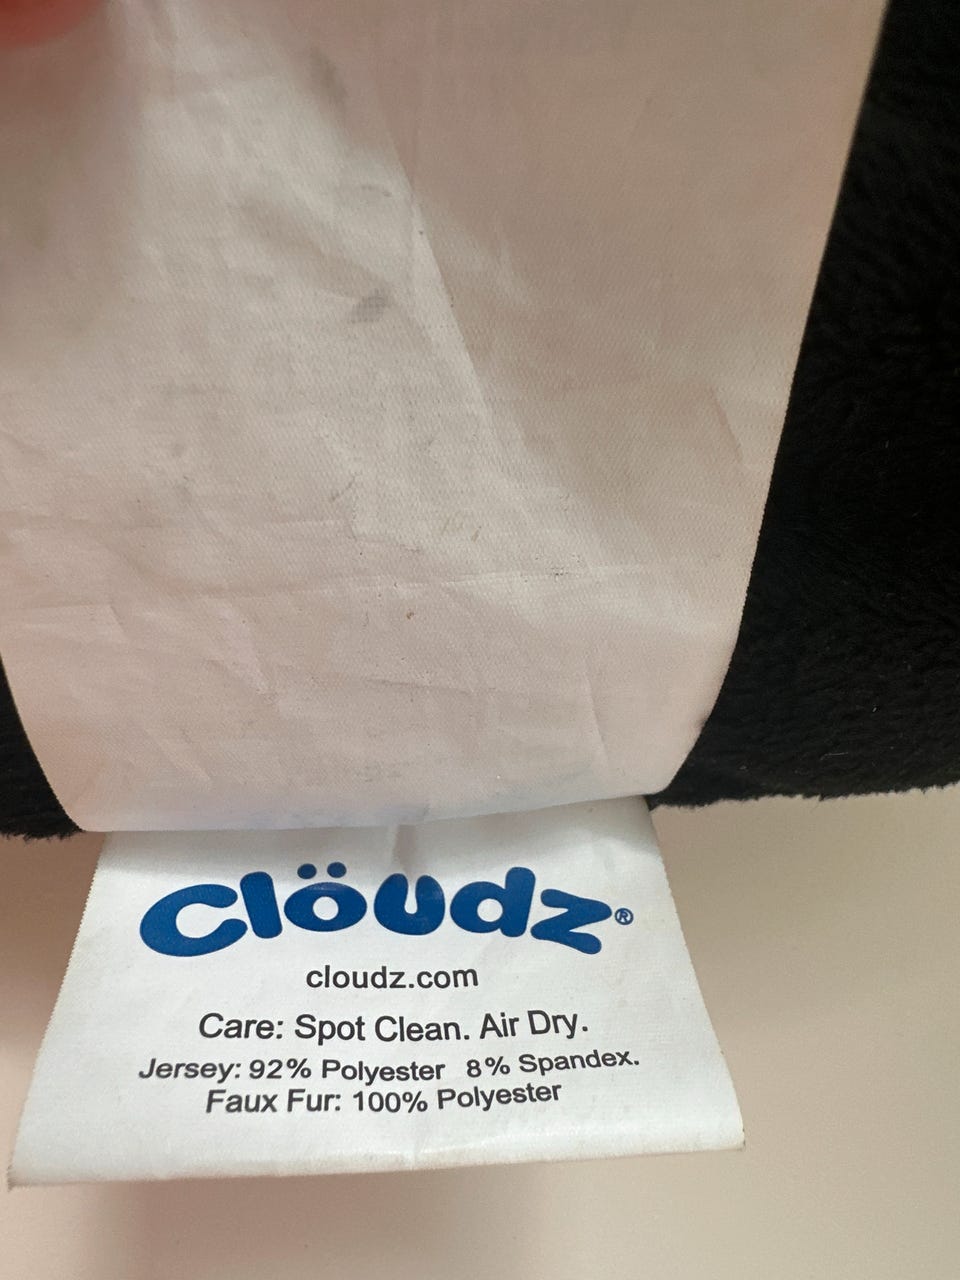 clöudz®
cloudz.com
Care: Spot Clean. Air Dry.
Jersey: 92% Polyester 8% Spandex.
Faux Fur: 100% Polyester